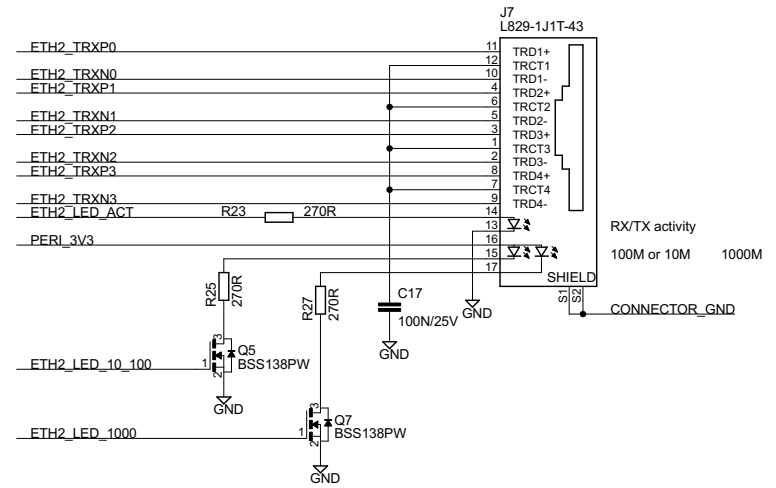 J7
L829-1J1T-43
ETH2_TRXP0 11 TRD1+
12 TRCT1
ETH2_TRXN0 10 TRD1-
ETH2_TRXP1 4 TRD2+
6 TRCT2
ETH2_TRXN1 5 TRD2-
ETH2_TRXP2 3 TRD3+
1 TRCT3
ETH2_TRXN2 2 TRD3-
ETH2_TRXP3 8 TRD4+
7 TRCT4
ETH2_TRXN3 9 TRD4-
ETH2_LED_ACT R23 270R 14
13 RX/TX activity
PERI_3V3 16
15 100M or 10M 1000M
17
SHIELD
S1 S2
R25 270R
R27 270R
C17
100N/25V
GND
GND
CONNECTOR_GND
3
Q5
ETH2_LED_10_100 1 BSS138PW
2
GND
3
Q7
ETH2_LED_1000 1 BSS138PW
2
GND